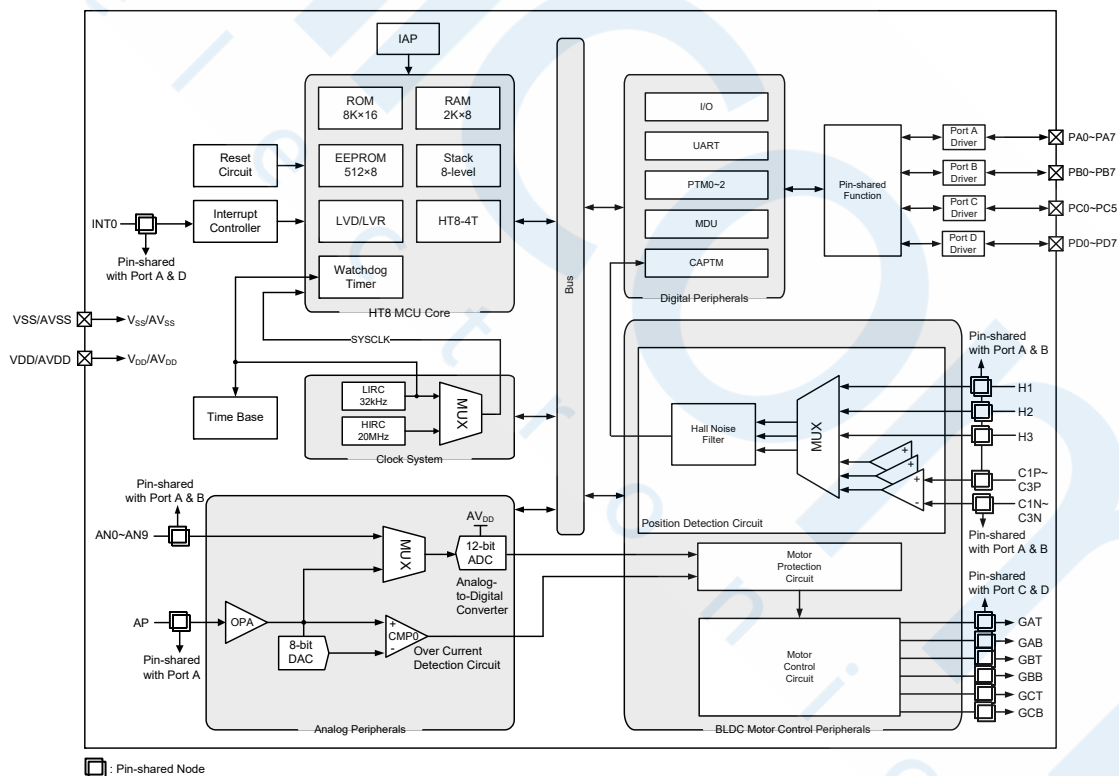 IAP
ROM
8K×16
RAM
2K×8
EEPROM
512×8
Stack
8-level
LVD/LVR
HT8-4T
Watchdog
Timer
HT8 MCU Core
Reset
Circuit
INT0
Interrupt
Controller
Pin-shared
with Port A & D
VSS/AVSS
VSS/AVSS
VDD/AVDD
VDD/AVDD
SYSCLK
Time Base
LIRC
32kHz
HIRC
20MHz
MUX
Clock System
Bus
I/O
UART
PTM0~2
MDU
CAPTM
Digital Peripherals
Pin-shared
Function
Port A
Driver
PA0~PA7
Port B
Driver
PB0~PB7
Port C
Driver
PC0~PC5
Port D
Driver
PD0~PD7
Pin-shared
with Port A & B
H1
H2
H3
C1P~
C3P
C1N~
C3N
Pin-shared
with Port A & B
Hall Noise
Filter
MUX
+
+
+
-
Position Detection Circuit
Motor
Protection
Circuit
Motor
Control
Circuit
BLDC Motor Control Peripherals
Pin-shared
with Port C & D
GAT
GAB
GBT
GBB
GCT
GCB
Pin-shared
with Port A & B
AN0~AN9
MUX
AVDD
12-bit
ADC
Analog-
to-Digital
Converter
AP
OPA
Pin-shared
with Port A
8-bit
DAC
+
CMP0
-
Over Current
Detection Circuit
Analog Peripherals
: Pin-shared Node